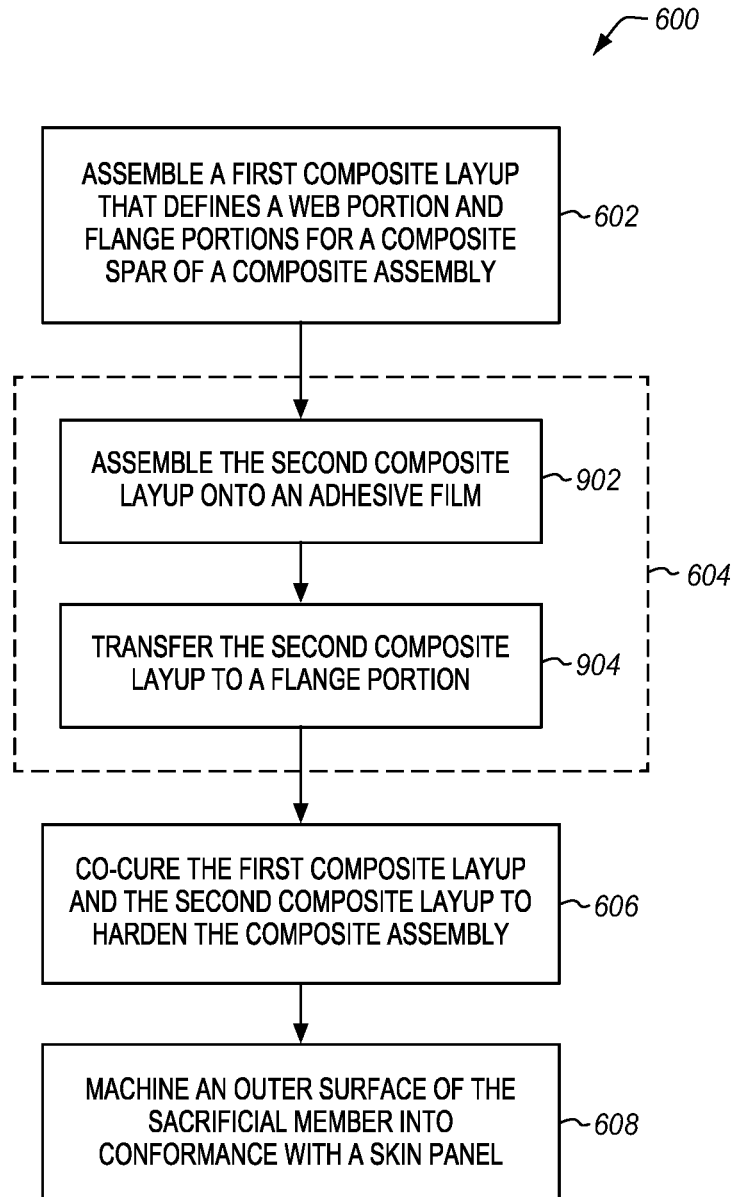 600
ASSEMBLE A FIRST COMPOSITE LAYUP
THAT DEFINES A WEB PORTION AND
FLANGE PORTIONS FOR A COMPOSITE
SPAR OF A COMPOSITE ASSEMBLY
602
ASSEMBLE THE SECOND COMPOSITE
LAYUP ONTO AN ADHESIVE FILM
902
604
TRANSFER THE SECOND COMPOSITE
LAYUP TO A FLANGE PORTION
904
CO-CURE THE FIRST COMPOSITE LAYUP
AND THE SECOND COMPOSITE LAYUP TO
HARDEN THE COMPOSITE ASSEMBLY
606
MACHINE AN OUTER SURFACE OF THE
SACRIFICIAL MEMBER INTO
CONFORMANCE WITH A SKIN PANEL
608